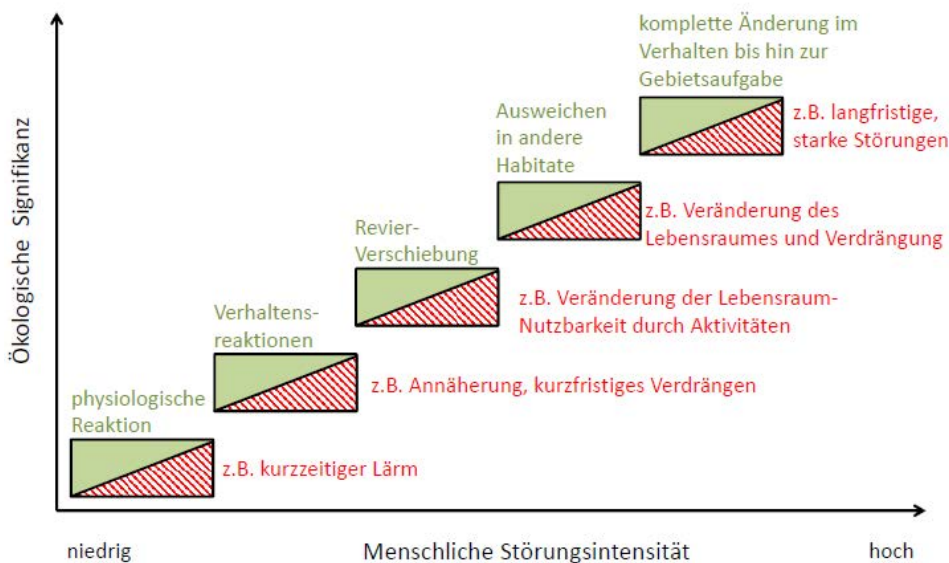 komplette Änderung im
Verhalten bis hin zur
Gebietsaufgabe
z.B. langfristige,
starke Störungen
Ausweichen
in andere
Habitate
z.B. Veränderung des
Lebensraumes und Verdrängung
Revier-
Verschiebung
z.B. Veränderung der Lebensraum-
Nutzbarkeit durch Aktivitäten
Verhaltens-
reaktionen
z.B. Annäherung, kurzfristiges Verdrängen
physiologische
Reaktion
z.B. kurzzeitiger Lärm
Ökologische Signifikanz
niedrig
Menschliche Störungsintensität
hoch